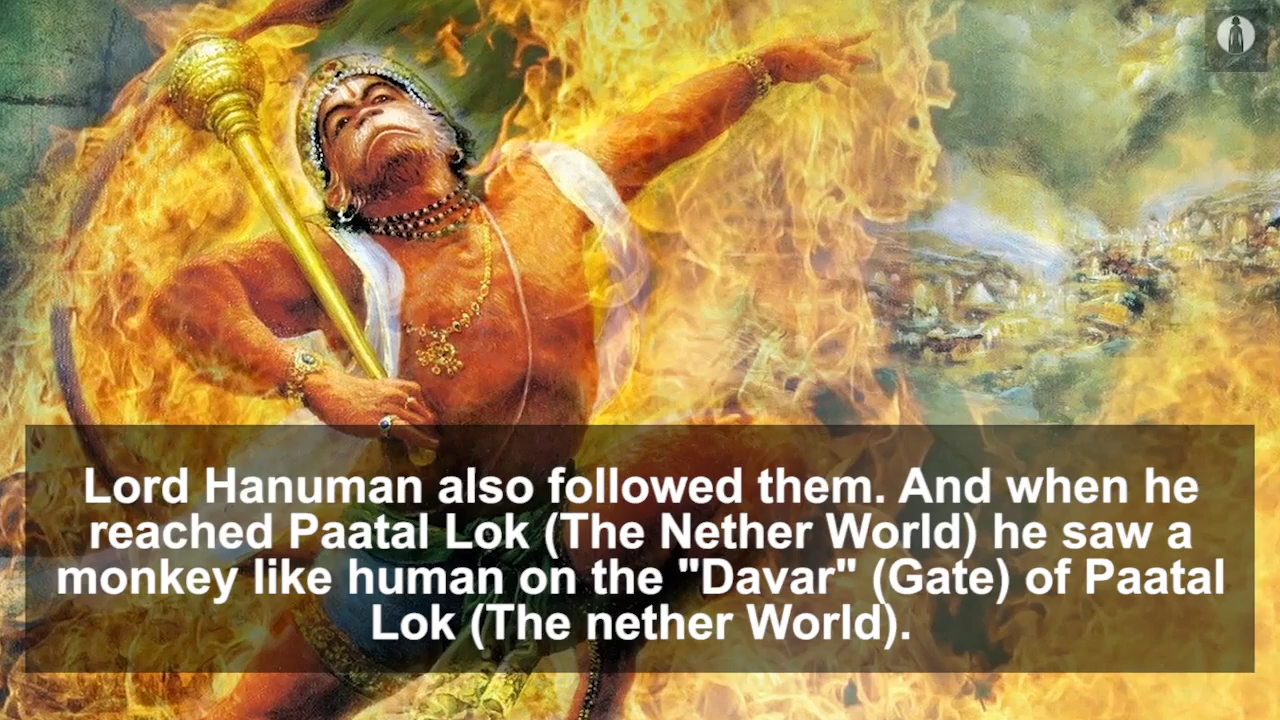 Lord Hanuman also followed them. And when he
reached Paatal Lok (The Nether World) he saw a
monkey like human on the "Davar" (Gate) of Paatal
Lok (The nether World).